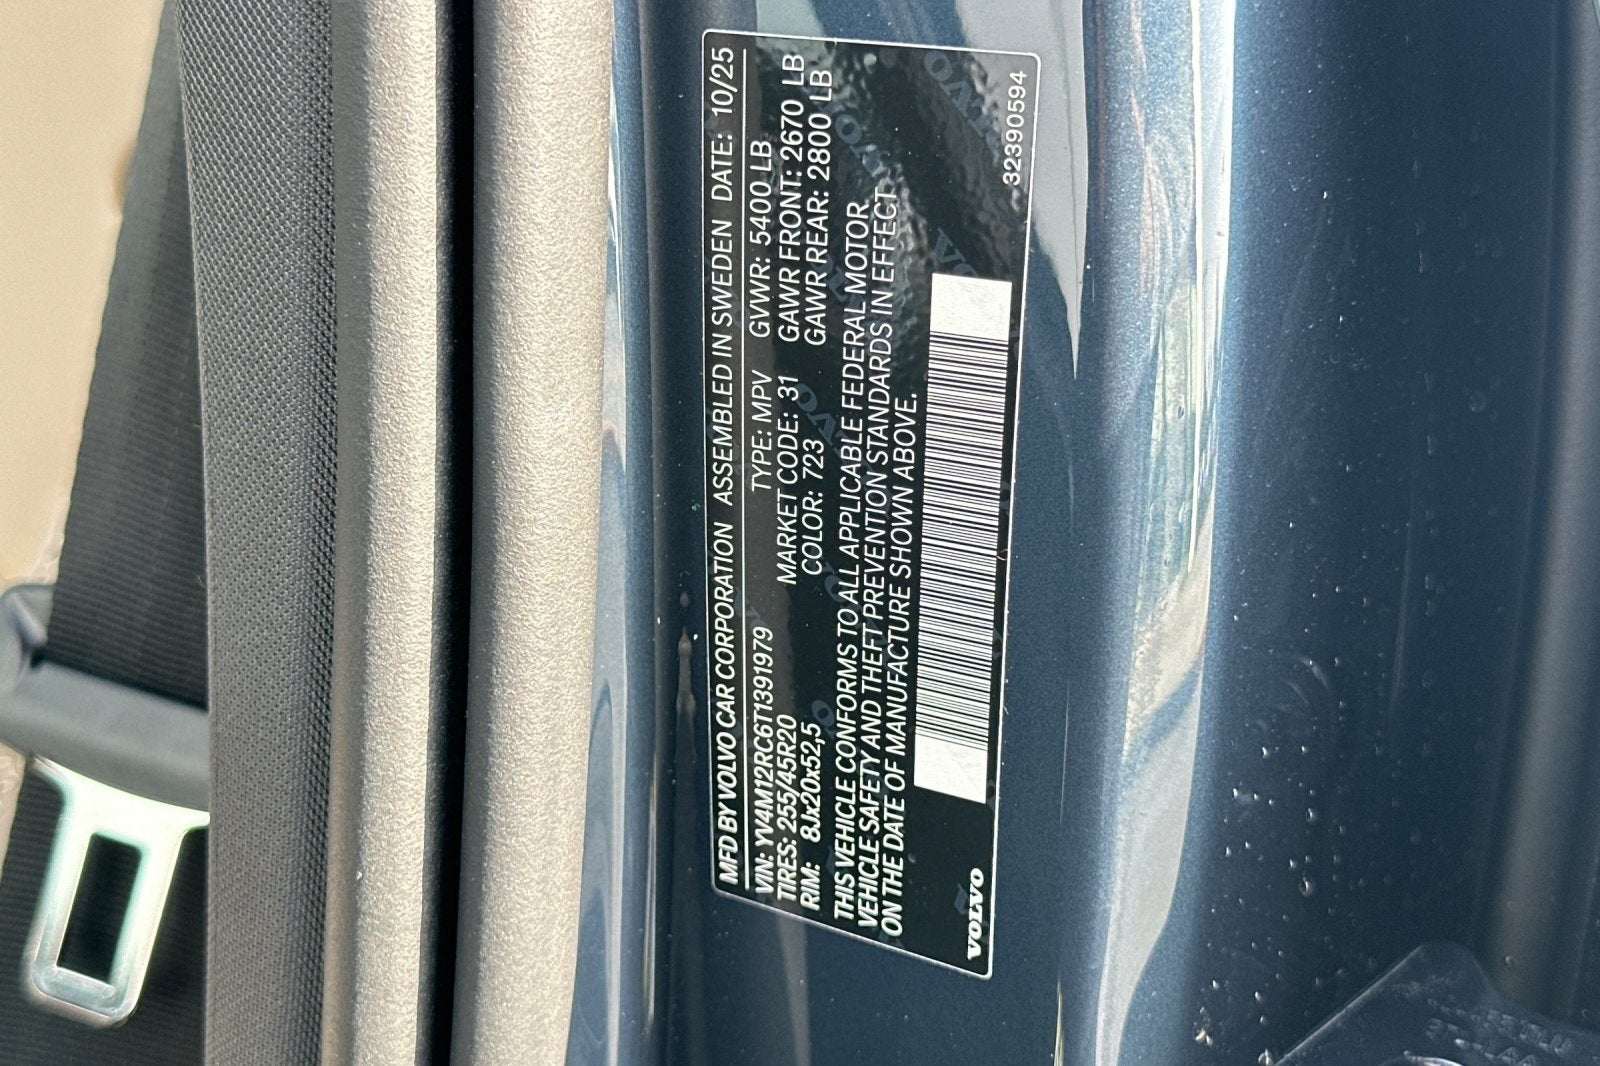 MFD BY VOLVO CAR CORPORATION ASSEMBLED IN SWEDEN DATE: 10/25
VIN: YV4M12RC6T1391979 TYPE: MPV GVWR: 5400 LB
TIRES: 255/45R20 MARKET CODE: 31 GAWR FRONT: 2670 LB
RIM: 8Jx20x52,5 COLOR: 723 GAWR REAR: 2800 LB
THIS VEHICLE CONFORMS TO ALL APPLICABLE FEDERAL MOTOR
VEHICLE SAFETY AND THEFT PREVENTION STANDARDS IN EFFECT
ON THE DATE OF MANUFACTURE SHOWN ABOVE.
VOLVO
32390594